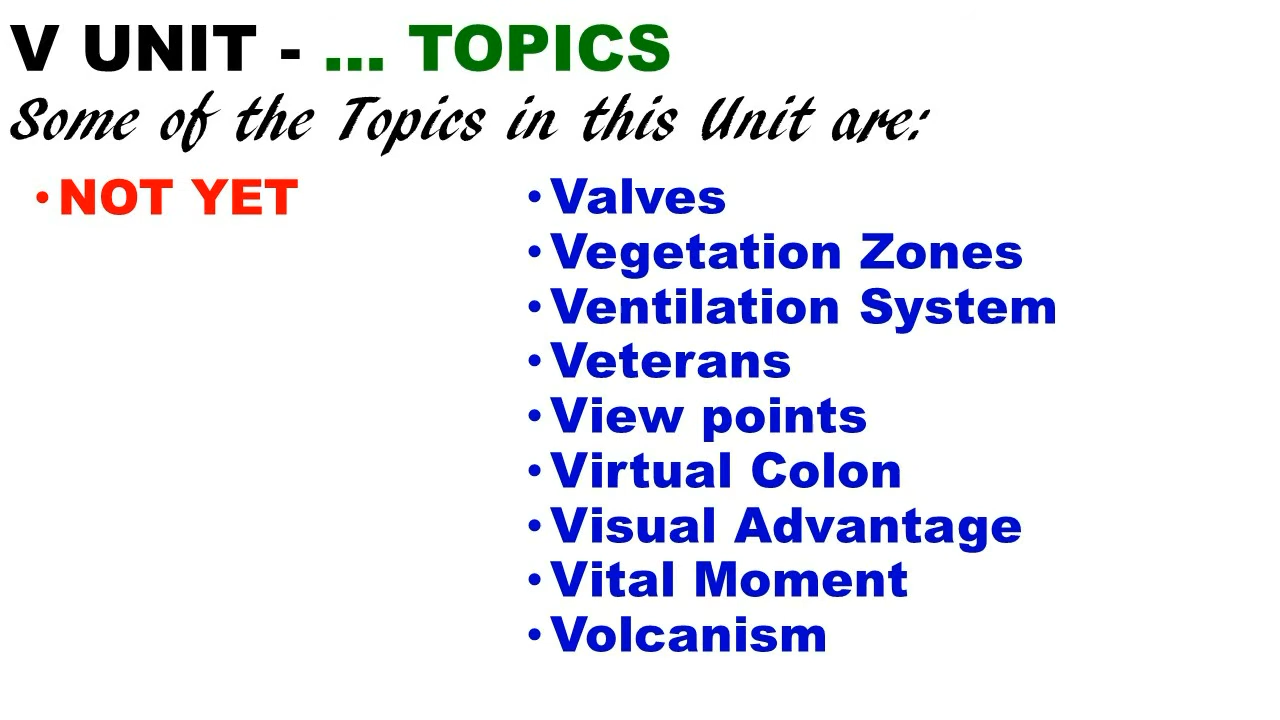 V UNIT - ... TOPICS
Some of the Topics in this Unit are:
• NOT YET
• Valves
• Vegetation Zones
• Ventilation System
• Veterans
• View points
• Virtual Colon
• Visual Advantage
• Vital Moment
• Volcanism